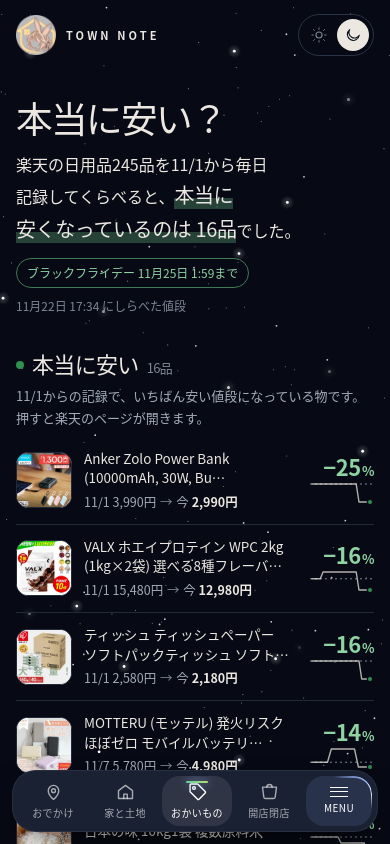 TOWN NOTE
本当に安い？
楽天の日用品245品を11/1から毎日
記録してくらべると、本当に
安くなっているのは 16品でした。
ブラックフライデー 11月25日 1:59まで
11月22日 17:34 にしらべた値段
本当に安い 16品
11/1からの記録で、いちばん安い値段になっている物です。
押すと楽天のページが開きます。
Anker Zolo Power Bank
(10000mAh, 30W, Bu…
11/1 3,990円 → 今 2,990円
−25%
VALX ホエイプロテイン WPC 2kg
(1kg×2袋) 選べる8種フレーバ…
11/1 15,480円 → 今 12,980円
−16%
ティッシュ ティッシュペーパー
ソフトパックティッシュ ソフト…
11/1 2,580円 → 今 2,180円
−16%
MOTTERU (モッテル) 発火リスク
ほぼゼロ モバイルバッテリ…
11/1 5,780円 → 今 4,980円
−14%
おでかけ
家と土地
おかいもの
開店閉店
MENU